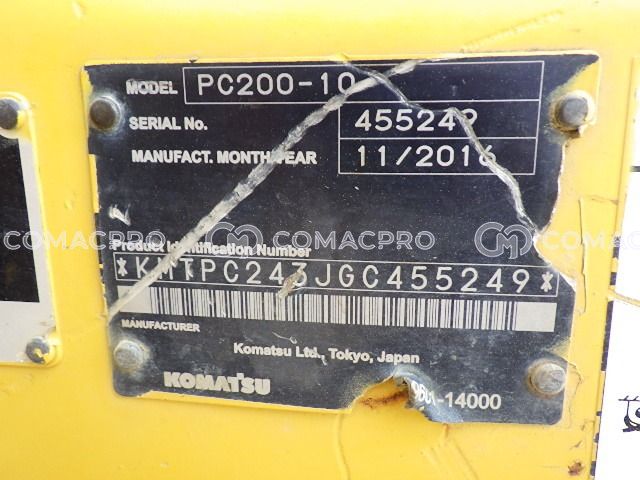 MODEL PC200-10
SERIAL No. 455249
MANUFACT. MONTH/YEAR 11/2016
COMACPRO COMACPRO
Product Identification Number
*KMTPC243JGC455249*
MANUFACTURER
Komatsu Ltd., Tokyo, Japan
KOMATSU
-14000